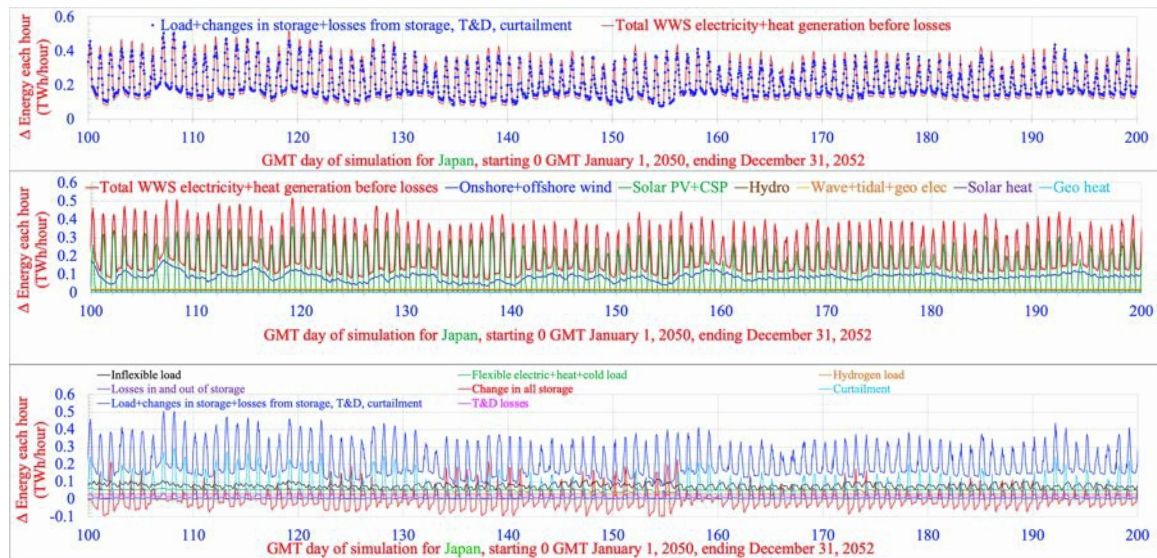 Load+changes in storage+losses from storage, T&D, curtailment Total WWS electricity+heat generation before losses
Δ Energy each hour
(TWh/hour)
0.6
0.4
0.2
0
100 110 120 130 140 150 160 170 180 190 200
GMT day of simulation for Japan, starting 0 GMT January 1, 2050, ending December 31, 2052
Total WWS electricity+heat generation before losses Onshore+offshore wind Solar PV+CSP Hydro Wave+tidal+geo elec Solar heat Geo heat
Δ Energy each hour
(TWh/hour)
0.6
0.5
0.4
0.3
0.2
0.1
0
100 110 120 130 140 150 160 170 180 190 200
GMT day of simulation for Japan, starting 0 GMT January 1, 2050, ending December 31, 2052
Inflexible load Flexible electric+heat+cold load Hydrogen load
Losses in and out of storage Change in all storage Curtailment
Load+changes in storage+losses from storage, T&D, curtailment T&D losses
Δ Energy each hour
(TWh/hour)
0.6
0.5
0.4
0.3
0.2
0.1
0
-0.1
100 110 120 130 140 150 160 170 180 190 200
GMT day of simulation for Japan, starting 0 GMT January 1, 2050, ending December 31, 2052